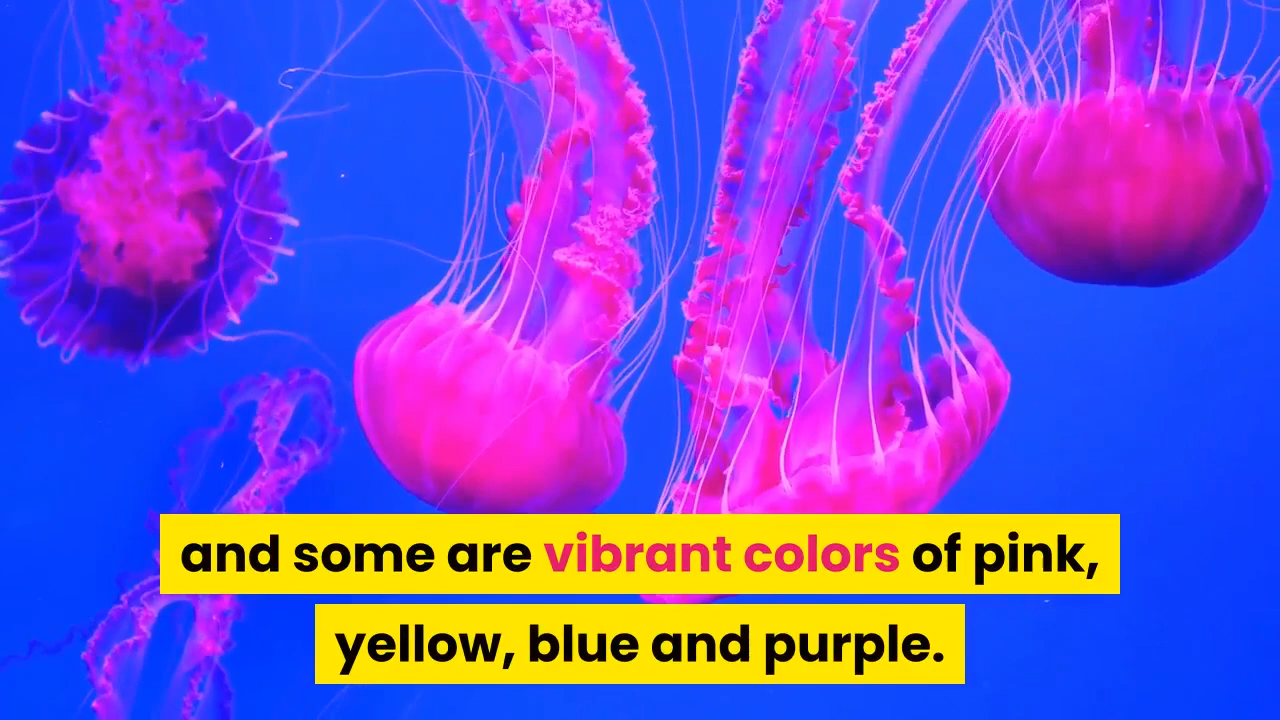 and some are vibrant colors of pink,
yellow, blue and purple.